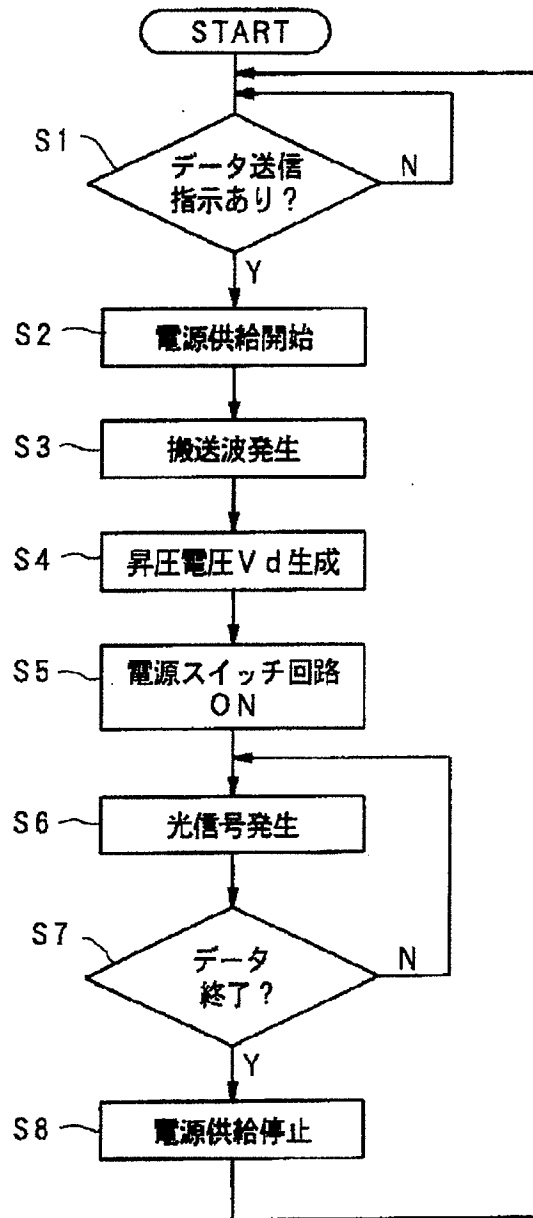 START
S1
データ送信
指示あり？
N
Y
S2
電源供給開始
S3
搬送波発生
S4
昇圧電圧Ｖｄ生成
S5
電源スイッチ回路
ＯＮ
S6
光信号発生
S7
データ
終了？
N
Y
S8
電源供給停止